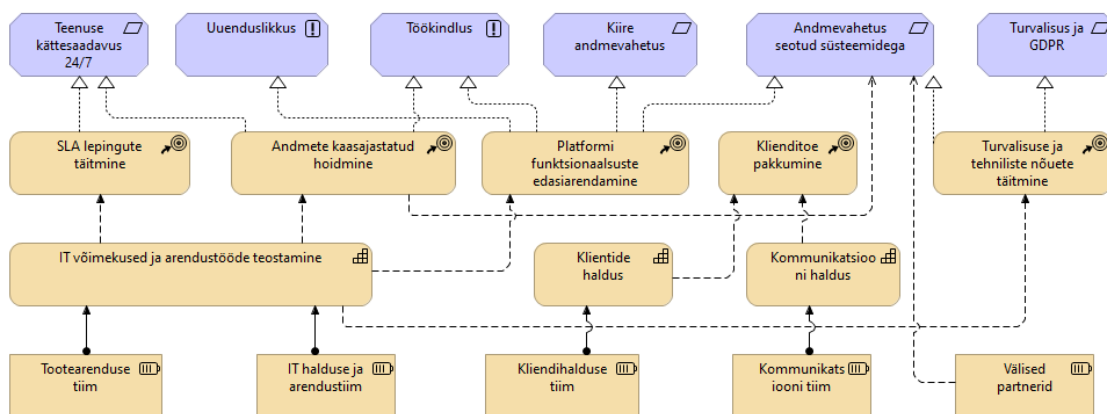 Teenuse
kättesaadavus
24/7
Uuenduslikkus
Töökindlus
Kiire
andmevahetus
Andmevahetus
seotud süsteemidega
Turvalisus ja
GDPR
SLA lepingute
täitmine
Andmete kaasajastatud
hoidmine
Platformi
funktsionaalsuste
edasiarendamine
Klienditoe
pakkumine
Turvalisuse ja
tehniliste nõuete
täitmine
IT võimekused ja arendustööde teostamine
Klientide
haldus
Kommunikatsioo
ni haldus
Tootearenduse
tiim
IT halduse ja
arendustiim
Kliendihalduse
tiim
Kommunikats
iooni tiim
Välised
partnerid